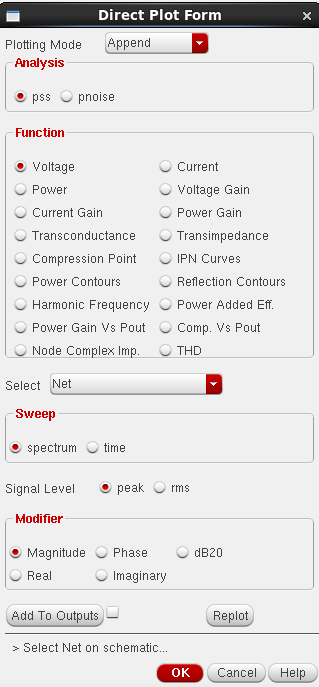 Direct Plot Form
Plotting Mode Append
Analysis
pss pnoise
Function
Voltage Current
Power Voltage Gain
Current Gain Power Gain
Transconductance Transimpedance
Compression Point IPN Curves
Power Contours Reflection Contours
Harmonic Frequency Power Added Eff.
Power Gain Vs Pout Comp. Vs Pout
Node Complex Imp. THD
Select Net
Sweep
spectrum time
Signal Level peak rms
Modifier
Magnitude Phase dB20
Real Imaginary
Add To Outputs Replot
> Select Net on schematic...
OK Cancel Help